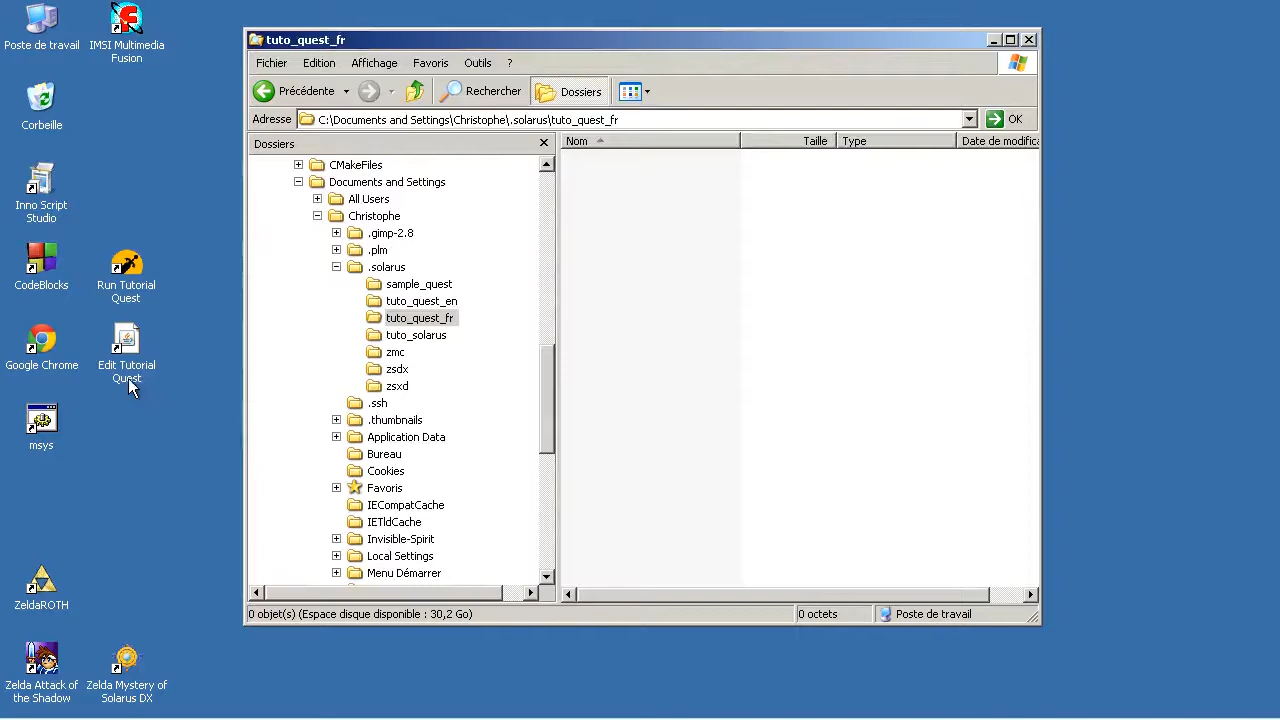 Poste de travail
IMSI Multimedia
Fusion
Corbeille
Inno Script
Studio
CodeBlocks
Run Tutorial
Quest
Google Chrome
Edit Tutorial
Quest
msys
ZeldaROTH
Zelda Attack of
the Shadow
Zelda Mystery of
Solarus DX
tuto_quest_fr
Fichier Affichage Favoris Outils ?
Précédente Rechercher Dossiers
Adresse C:\Documents and Settings\Christophe\.solarus\tuto_quest_fr OK
Dossiers
Nom Taille Type Date de modifica
CMakeFiles
Documents and Settings
All Users
Christophe
.gimp-2.8
.plm
.solarus
sample_quest
tuto_quest_en
tuto_quest_fr
tuto_solarus
zmc
zsdx
zsxd
.ssh
.thumbnails
Application Data
Bureau
Cookies
Favoris
IECompatCache
IETldCache
Invisible-Spirit
Local Settings
Menu Démarrer
0 objet(s) (Espace disque disponible : 30,2 Go) 0 octets Poste de travail